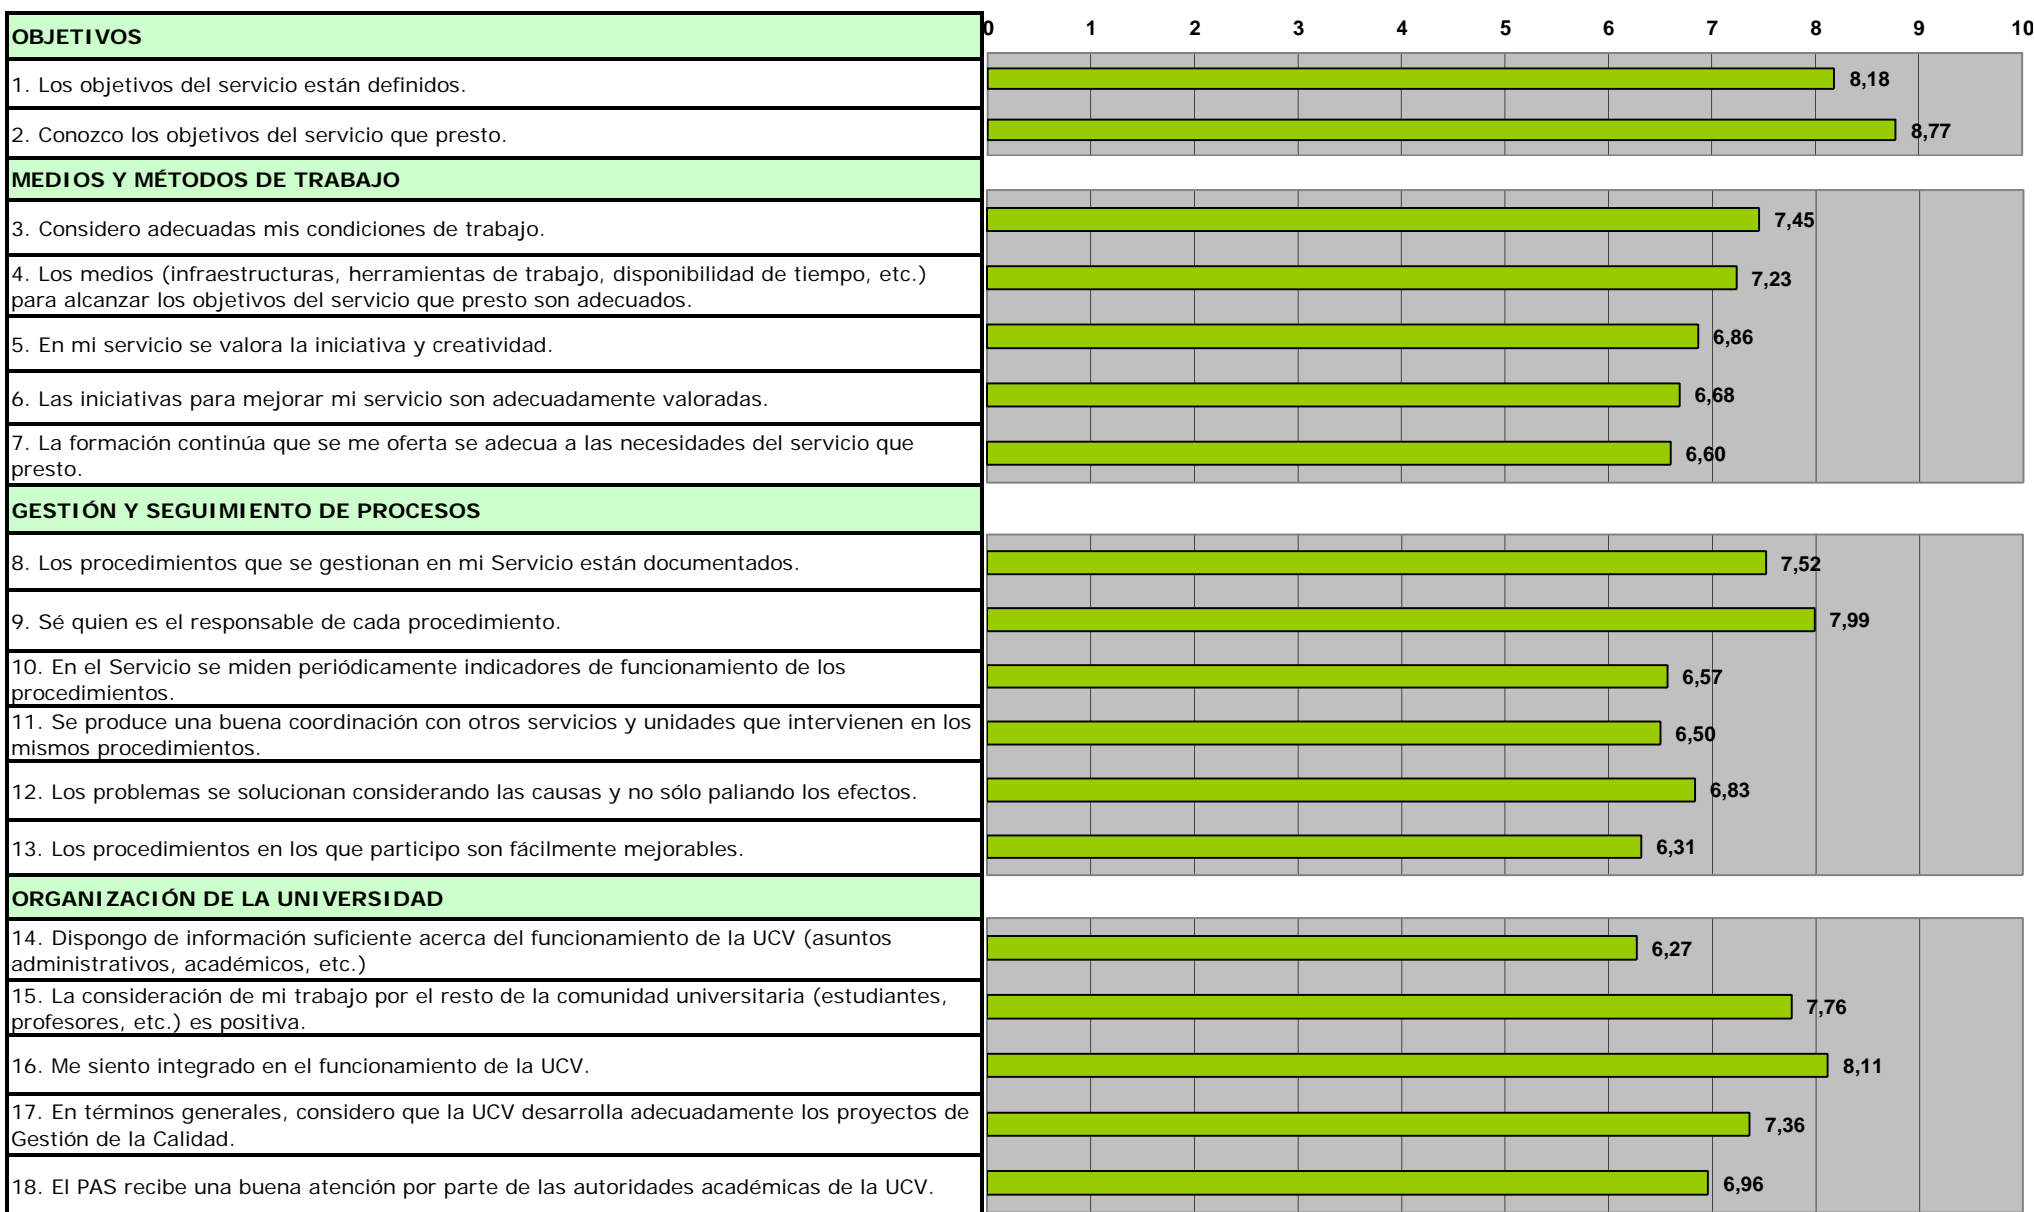 OBJETIVOS
0 1 2 3 4 5 6 7 8 9 10
1. Los objetivos del servicio están definidos.
8,18
2. Conozco los objetivos del servicio que presto.
8,77
MEDIOS Y MÉTODOS DE TRABAJO
3. Considero adecuadas mis condiciones de trabajo.
7,45
4. Los medios (infraestructuras, herramientas de trabajo, disponibilidad de tiempo, etc.)
para alcanzar los objetivos del servicio que presto son adecuados.
7,23
5. En mi servicio se valora la iniciativa y creatividad.
6,86
6. Las iniciativas para mejorar mi servicio son adecuadamente valoradas.
6,68
7. La formación continúa que se me oferta se adecua a las necesidades del servicio que
presto.
6,60
GESTIÓN Y SEGUIMIENTO DE PROCESOS
8. Los procedimientos que se gestionan en mi Servicio están documentados.
7,52
9. Sé quien es el responsable de cada procedimiento.
7,99
10. En el Servicio se miden periódicamente indicadores de funcionamiento de los
procedimientos.
6,57
11. Se produce una buena coordinación con otros servicios y unidades que intervienen en los
mismos procedimientos.
6,50
12. Los problemas se solucionan considerando las causas y no sólo paliando los efectos.
6,83
13. Los procedimientos en los que participo son fácilmente mejorables.
6,31
ORGANIZACIÓN DE LA UNIVERSIDAD
14. Dispongo de información suficiente acerca del funcionamiento de la UCV (asuntos
administrativos, académicos, etc.)
6,27
15. La consideración de mi trabajo por el resto de la comunidad universitaria (estudiantes,
profesores, etc.) es positiva.
7,76
16. Me siento integrado en el funcionamiento de la UCV.
8,11
17. En términos generales, considero que la UCV desarrolla adecuadamente los proyectos de
Gestión de la Calidad.
7,36
18. El PAS recibe una buena atención por parte de las autoridades académicas de la UCV.
6,96